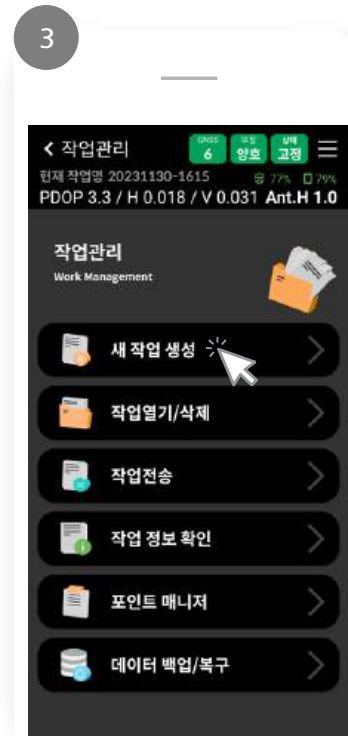 3
작업관리
GNSS 보정 상태
6 양호 고정
현재 작업명 20231130-1615 77% 79%
PDOP 3.3 / H 0.018 / V 0.031 Ant.H 1.0
작업관리
Work Management
새 작업 생성
작업열기/삭제
작업전송
작업 정보 확인
포인트 매니저
데이터 백업/복구